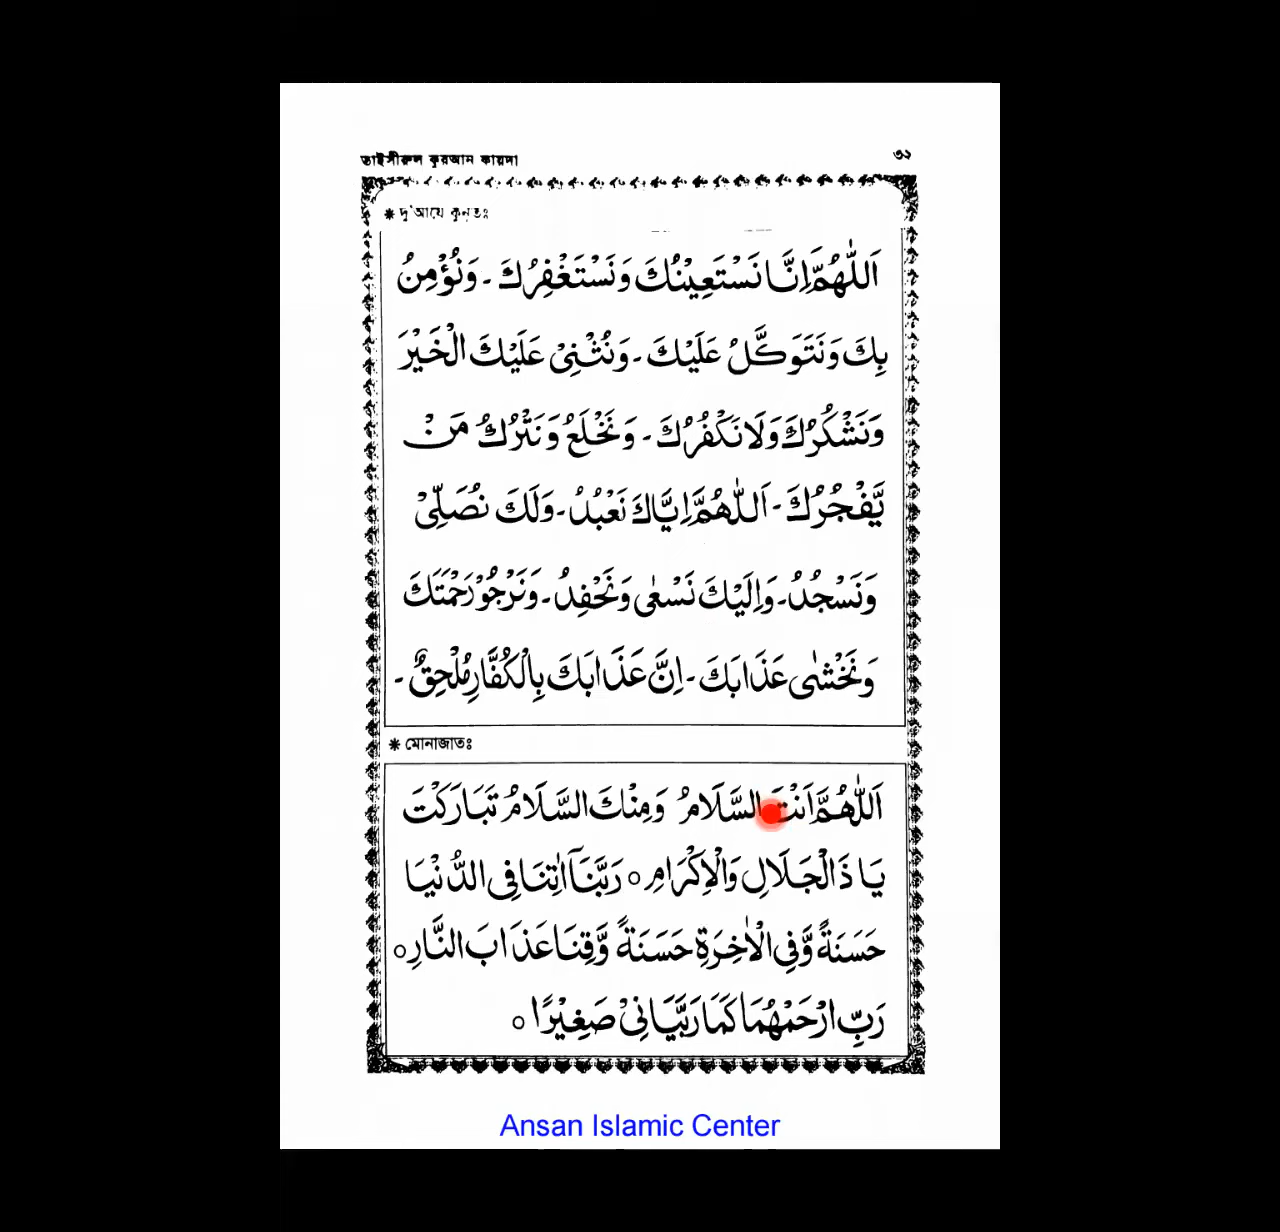 তাইসীরুল কুরআন কায়দা ৩১
❋ দু'আয়ে কুনূতঃ
اَللّٰهُمَّ اِنَّا نَسْتَعِيْنُكَ وَنَسْتَغْفِرُكَ ۔ وَنُؤْمِنُ
بِكَ وَنَتَوَكَّلُ عَلَيْكَ ۔ وَنُثْنِىْ عَلَيْكَ الْخَيْرَ
وَنَشْكُرُكَ وَلَا نَكْفُرُكَ ۔ وَنَخْلَعُ وَنَتْرُكُ مَنْ
يَّفْجُرُكَ ۔ اَللّٰهُمَّ اِيَّاكَ نَعْبُدُ ۔ وَلَكَ نُصَلِّىْ
وَنَسْجُدُ ۔ وَاِلَيْكَ نَسْعٰى وَنَحْفِدُ ۔ وَنَرْجُوْ رَحْمَتَكَ
وَنَخْشٰى عَذَابَكَ ۔ اِنَّ عَذَابَكَ بِالْكُفَّارِ مُلْحِقٌ ۔
❋ মোনাজাতঃ
اَللّٰهُمَّ اَنْتَ السَّلَامُ وَمِنْكَ السَّلَامُ تَبَارَكْتَ
يَا ذَالْجَلَالِ وَالْاِكْرَامِ ○ رَبَّنَآ اٰتِنَا فِى الدُّنْيَا
حَسَنَةً وَّفِى الْاٰخِرَةِ حَسَنَةً وَّقِنَا عَذَابَ النَّارِ ○
رَبِّ ارْحَمْهُمَا كَمَا رَبَّيَانِىْ صَغِيْرًا ○
Ansan Islamic Center